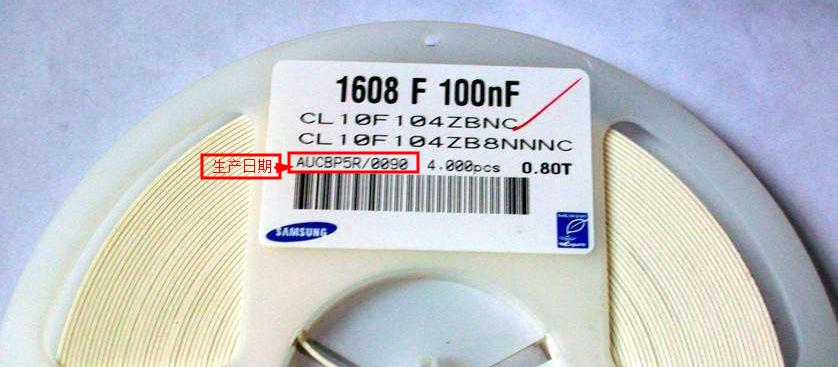 1608 F 100nF
CL10F104ZBNC
CL10F104ZB8NNNC
生产日期 AUCBP5R/0090 4.000pcs 0.80T
SAMSUNG